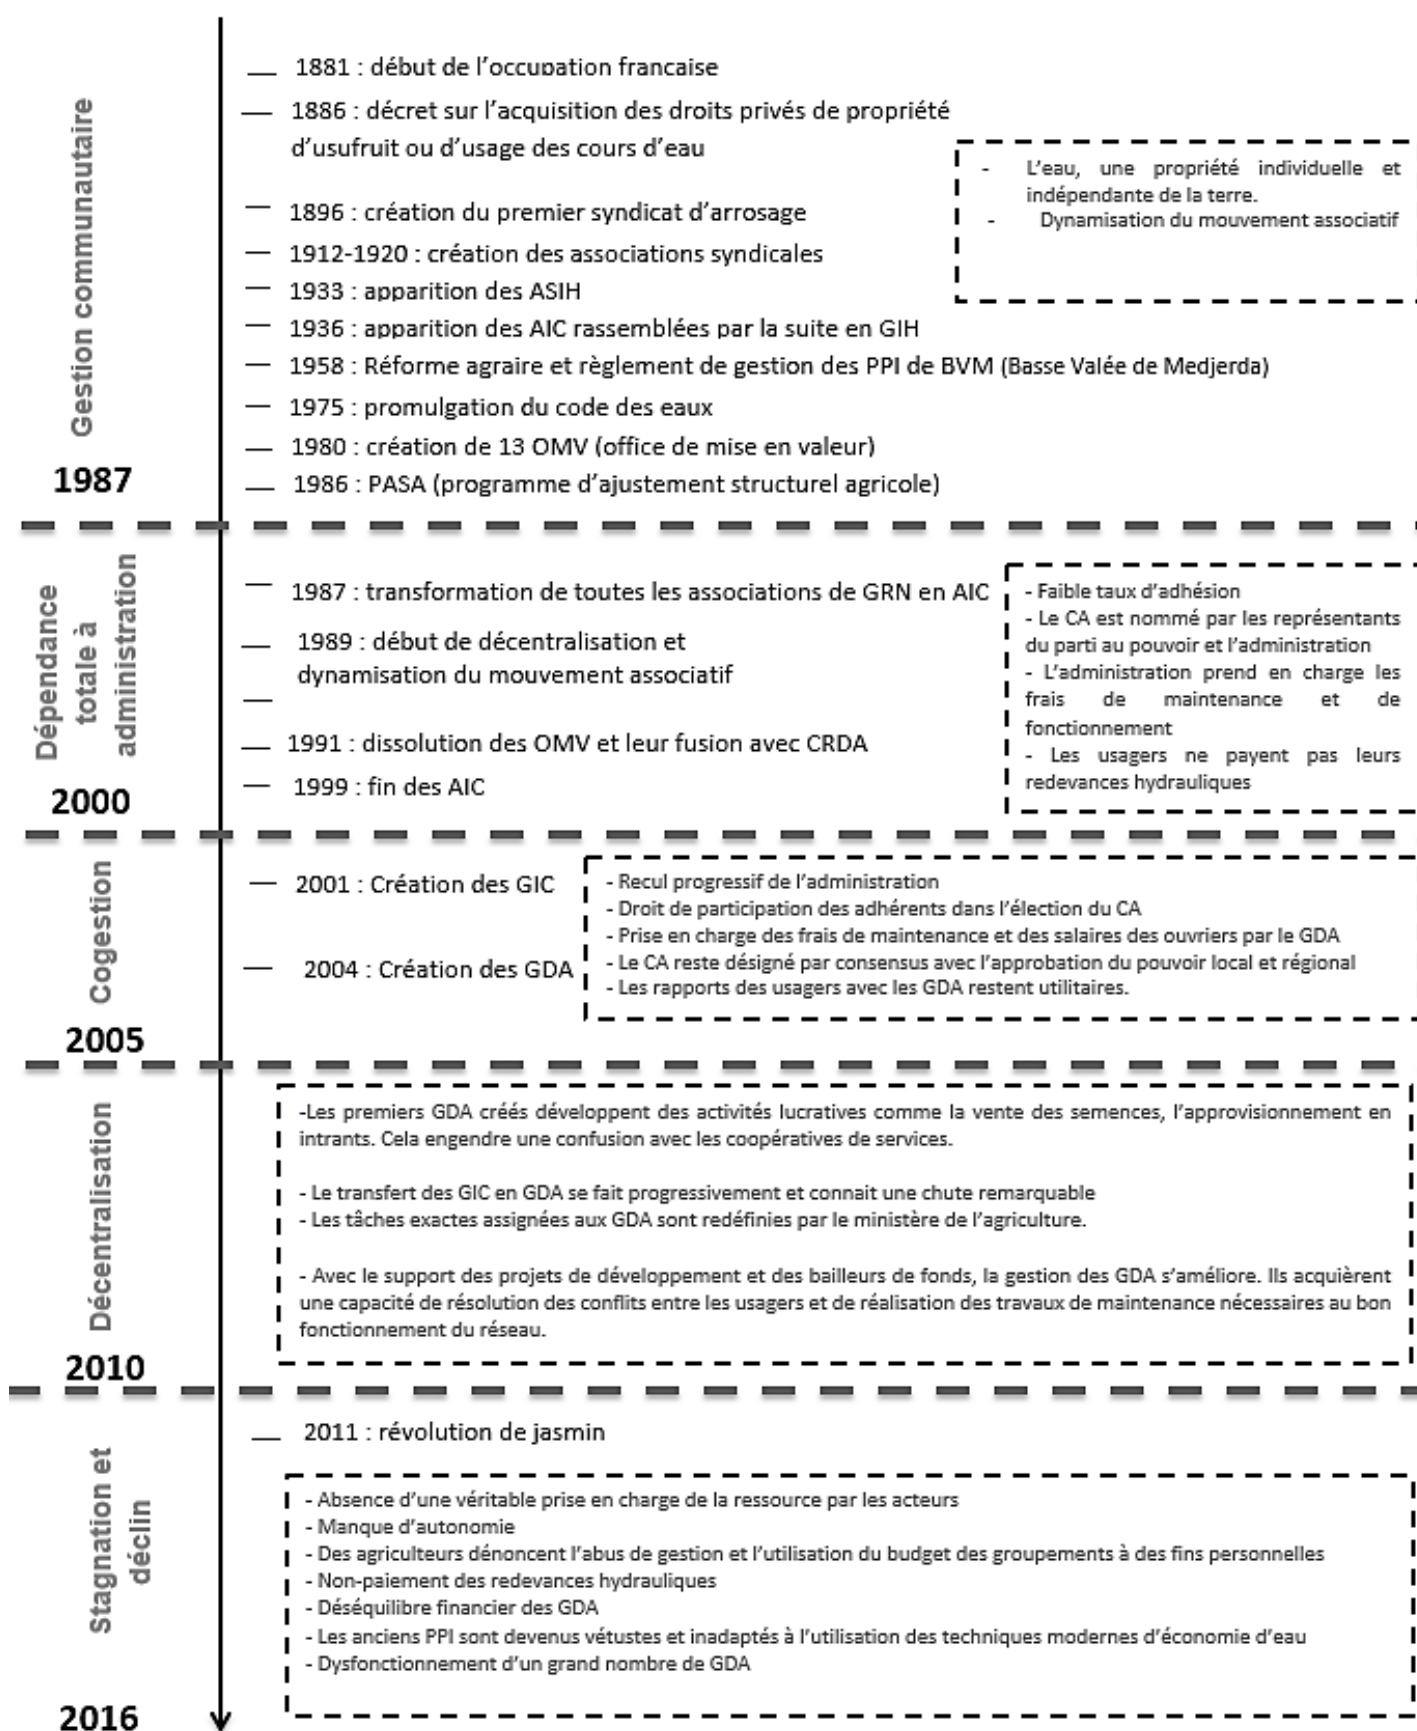 Gestion communautaire
1987
1881 : début de l'occupation française
1886 : décret sur l'acquisition des droits privés de propriété
d'usufruit ou d'usage des cours d'eau
1896 : création du premier syndicat d'arrosage
1912-1920 : création des associations syndicales
1933 : apparition des ASIH
1936 : apparition des AIC rassemblées par la suite en GIH
1958 : Réforme agraire et règlement de gestion des PPI de BVM (Basse Valée de Medjerda)
1975 : promulgation du code des eaux
1980 : création de 13 OMV (office de mise en valeur)
1986 : PASA (programme d'ajustement structurel agricole)
- L'eau, une propriété individuelle et
indépendante de la terre.
- Dynamisation du mouvement associatif
Dépendance
totale à
administration
2000
1987 : transformation de toutes les associations de GRN en AIC
1989 : début de décentralisation et
dynamisation du mouvement associatif
1991 : dissolution des OMV et leur fusion avec CRDA
1999 : fin des AIC
- Faible taux d'adhésion
- Le CA est nommé par les représentants
du parti au pouvoir et l'administration
- L'administration prend en charge les
frais de maintenance et de
fonctionnement
- Les usagers ne payent pas leurs
redevances hydrauliques
Cogestion
2005
2001 : Création des GIC
2004 : Création des GDA
- Recul progressif de l'administration
- Droit de participation des adhérents dans l'élection du CA
- Prise en charge des frais de maintenance et des salaires des ouvriers par le GDA
- Le CA reste désigné par consensus avec l'approbation du pouvoir local et régional
- Les rapports des usagers avec les GDA restent utilitaires.
Décentralisation
2010
-Les premiers GDA créés développent des activités lucratives comme la vente des semences, l'approvisionnement en
intrants. Cela engendre une confusion avec les coopératives de services.
- Le transfert des GIC en GDA se fait progressivement et connait une chute remarquable
- Les tâches exactes assignées aux GDA sont redéfinies par le ministère de l'agriculture.
- Avec le support des projets de développement et des bailleurs de fonds, la gestion des GDA s'améliore. Ils acquièrent
une capacité de résolution des conflits entre les usagers et de réalisation des travaux de maintenance nécessaires au bon
fonctionnement du réseau.
Stagnation et
déclin
2016
2011 : révolution de jasmin
- Absence d'une véritable prise en charge de la ressource par les acteurs
- Manque d'autonomie
- Des agriculteurs dénoncent l'abus de gestion et l'utilisation du budget des groupements à des fins personnelles
- Non-paiement des redevances hydrauliques
- Déséquilibre financier des GDA
- Les anciens PPI sont devenus vétustes et inadaptés à l'utilisation des techniques modernes d'économie d'eau
- Dysfonctionnement d'un grand nombre de GDA